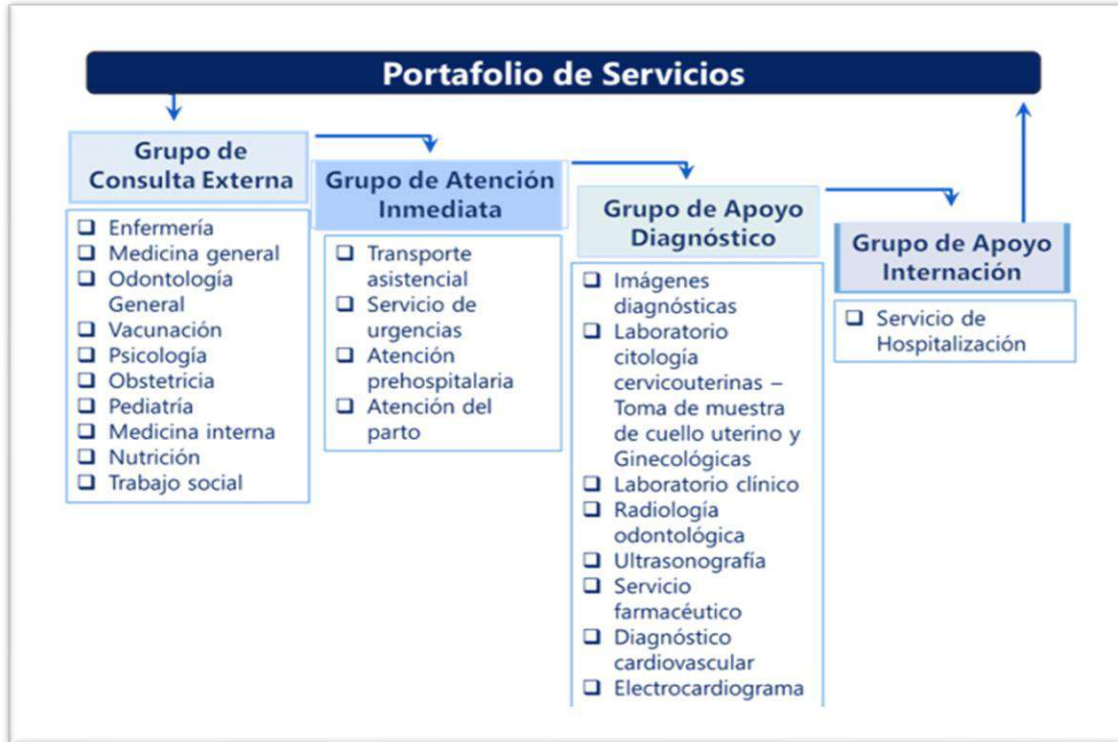 Portafolio de Servicios
Grupo de
Consulta Externa
❑ Enfermería
❑ Medicina general
❑ Odontología
General
❑ Vacunación
❑ Psicología
❑ Obstetricia
❑ Pediatría
❑ Medicina interna
❑ Nutrición
❑ Trabajo social
Grupo de Atención
Inmediata
❑ Transporte
asistencial
❑ Servicio de
urgencias
❑ Atención
prehospitalaria
❑ Atención del
parto
Grupo de Apoyo
Diagnóstico
❑ Imágenes
diagnósticas
❑ Laboratorio
citología
cervicouterinas –
Toma de muestra
de cuello uterino y
Ginecológicas
❑ Laboratorio clínico
❑ Radiología
odontológica
❑ Ultrasonografía
❑ Servicio
farmacéutico
❑ Diagnóstico
cardiovascular
❑ Electrocardiograma
Grupo de Apoyo
Internación
❑ Servicio de
Hospitalización